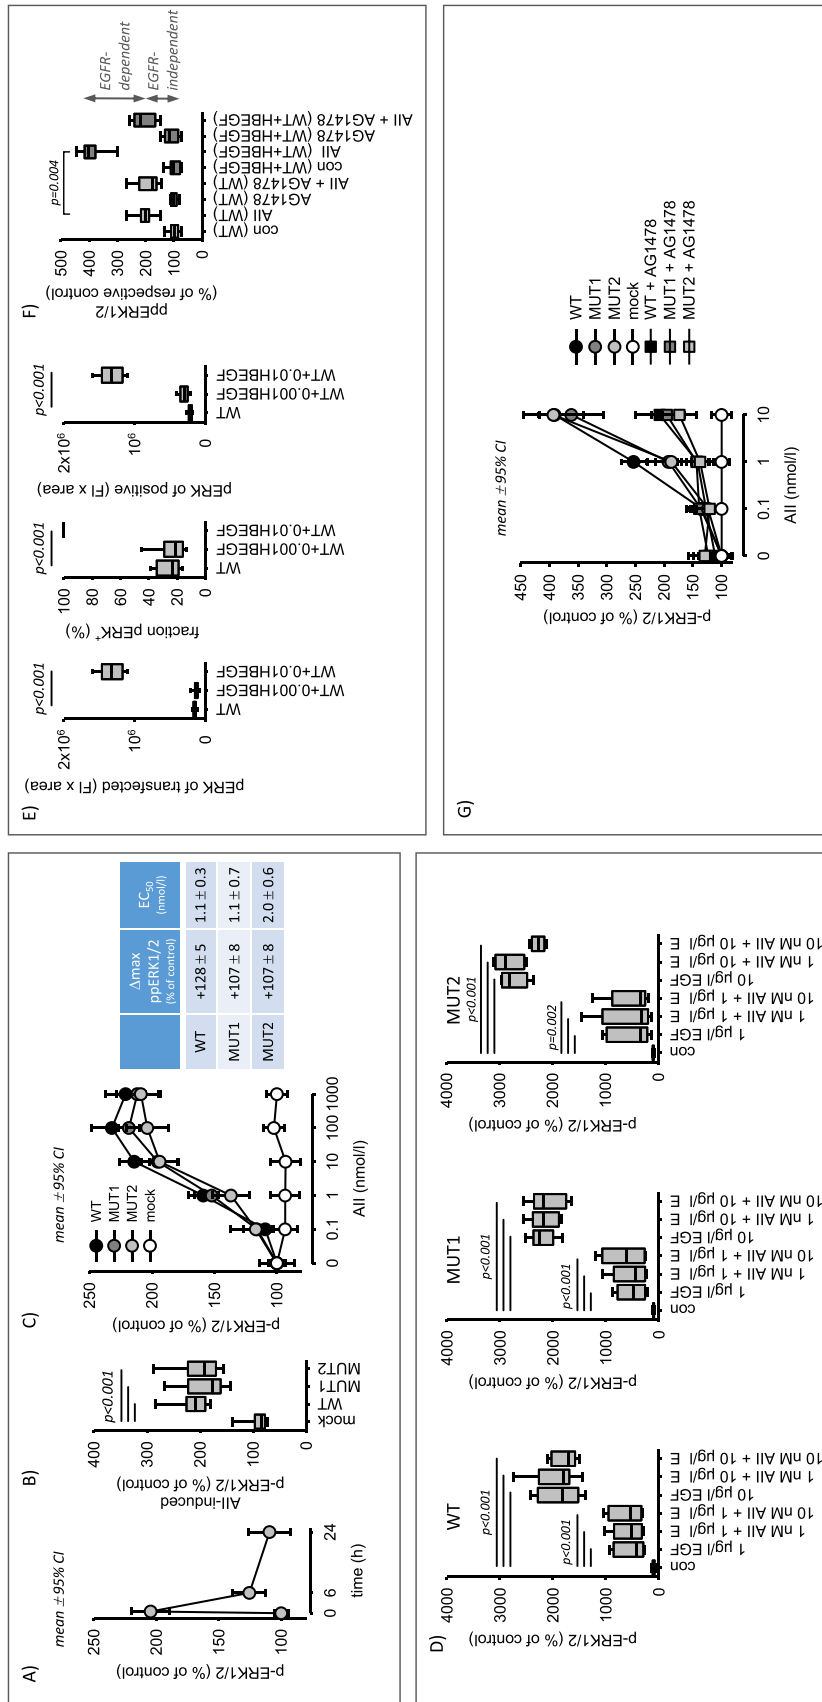 A)
mean ± 95% CI
p-ERK1/2 (% of control)
250
200
150
100
0
6
24
time (h)
B)
AII-induced
p-ERK1/2 (% of control)
400
300
200
100
0
p<0.001
mock
WT
MUT1
MUT2
C)
mean ± 95% CI
p-ERK1/2 (% of control)
250
200
150
100
WT
MUT1
MUT2
mock
0
0.1
1
10
100
1000
AII (nmol/l)
Δmax ppERK1/2 (% of control)
EC50 (nmol/l)
WT
+128 ± 5
1.1 ± 0.3
MUT1
+107 ± 8
1.1 ± 0.7
MUT2
+107 ± 8
2.0 ± 0.6
D)
WT
p-ERK1/2 (% of control)
4000
3000
2000
1000
0
p<0.001
p<0.001
con
1 µg/l EGF
1 nM AII + 1 µg/l E
10 nM AII + 1 µg/l E
10 µg/l EGF
1 nM AII + 10 µg/l E
10 nM AII + 10 µg/l E
MUT1
p-ERK1/2 (% of control)
4000
3000
2000
1000
0
p<0.001
p<0.001
con
1 µg/l EGF
1 nM AII + 1 µg/l E
10 nM AII + 1 µg/l E
10 µg/l EGF
1 nM AII + 10 µg/l E
10 nM AII + 10 µg/l E
MUT2
p-ERK1/2 (% of control)
4000
3000
2000
1000
0
p<0.001
p=0.002
con
1 µg/l EGF
1 nM AII + 1 µg/l E
10 nM AII + 1 µg/l E
10 µg/l EGF
1 nM AII + 10 µg/l E
10 nM AII + 10 µg/l E
E)
pERK of transfected (FI x area)
2x10⁶
10⁶
0
p<0.001
WT
WT+0.001HBEGF
WT+0.01HBEGF
fraction pERK⁺ (%)
100
80
60
40
20
0
p<0.001
WT
WT+0.001HBEGF
WT+0.01HBEGF
pERK of positive (FI x area)
2x10⁶
10⁶
0
p<0.001
WT
WT+0.001HBEGF
WT+0.01HBEGF
F)
ppERK1/2
(% of respective control)
500
400
300
200
100
0
p=0.004
con (WT)
AII (WT)
AG1478 (WT)
AII + AG1478 (WT)
con (WT+HBEGF)
AII (WT+HBEGF)
AG1478 (WT+HBEGF)
AII + AG1478 (WT+HBEGF)
EGFR-
dependent
EGFR-
independent
G)
mean ± 95% CI
p-ERK1/2 (% of control)
450
400
350
300
250
200
150
100
0
0.1
1
10
AII (nmol/l)
WT
MUT1
MUT2
mock
WT + AG1478
MUT1 + AG1478
MUT2 + AG1478